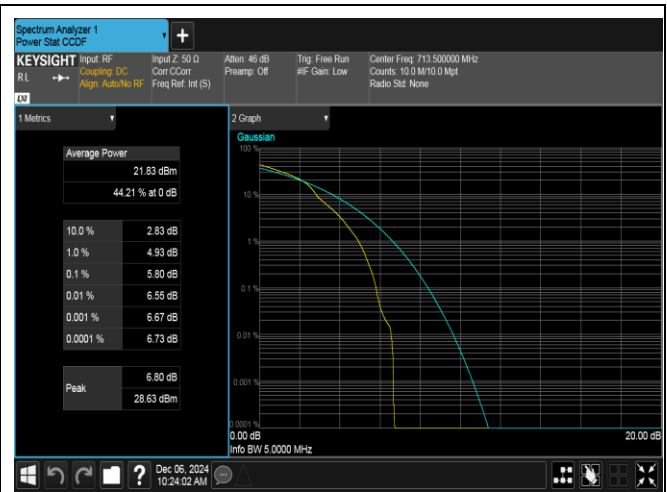 Spectrum Analyzer 1
Power Stat CCDF
KEYSIGHT
RL
LXI
Input: RF
Coupling: DC
Align: Auto/No RF
Input Z: 50 Ω
Corr CCorr
Freq Ref: Int (S)
Atten: 46 dB
Preamp: Off
Trig: Free Run
#IF Gain: Low
Center Freq: 713.500000 MHz
Counts: 10.0 M/10.0 Mpt
Radio Std: None
1 Metrics
Average Power
21.83 dBm
44.21 % at 0 dB
10.0 % 2.83 dB
1.0 % 4.93 dB
0.1 % 5.80 dB
0.01 % 6.55 dB
0.001 % 6.67 dB
0.0001 % 6.73 dB
Peak
6.80 dB
28.63 dBm
2 Graph
Gaussian
100 %
10 %
1 %
0.1 %
0.01 %
0.001 %
0.0001 %
0.00 dB
20.00 dB
Info BW 5.0000 MHz
?
Dec 06, 2024
10:24:02 AM